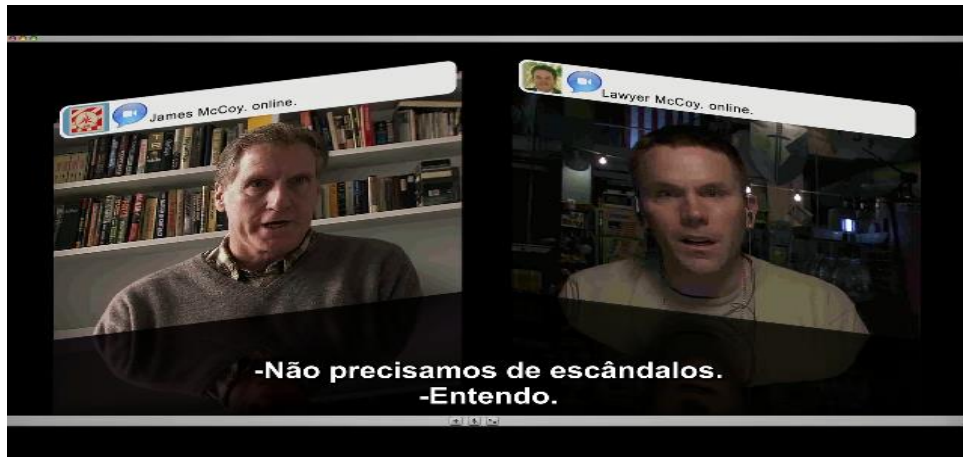 James McCoy. online.
Lawyer McCoy. online.
-Não precisamos de escândalos.
-Entendo.